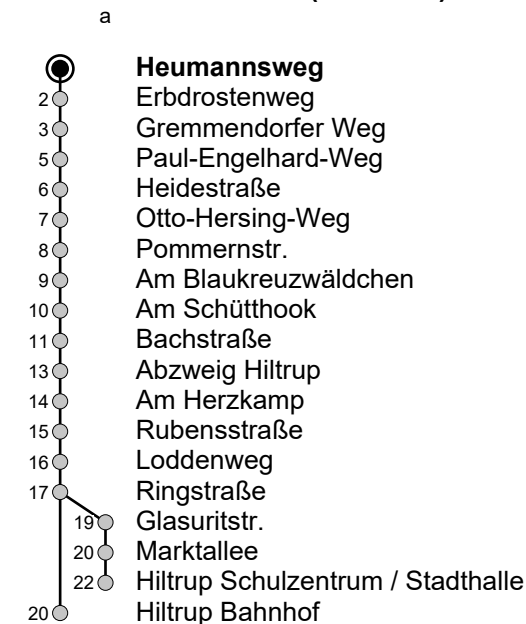 a
Heumannsweg
2 Erbdrostenweg
3 Gremmendorfer Weg
5 Paul-Engelhard-Weg
6 Heidestraße
7 Otto-Hersing-Weg
8 Pommernstr.
9 Am Blaukreuzwäldchen
10 Am Schütthook
11 Bachstraße
13 Abzweig Hiltrup
14 Am Herzkamp
15 Rubensstraße
16 Loddenweg
17 Ringstraße
19 Glasuritstr.
20 Marktallee
22 Hiltrup Schulzentrum / Stadthalle
20 Hiltrup Bahnhof